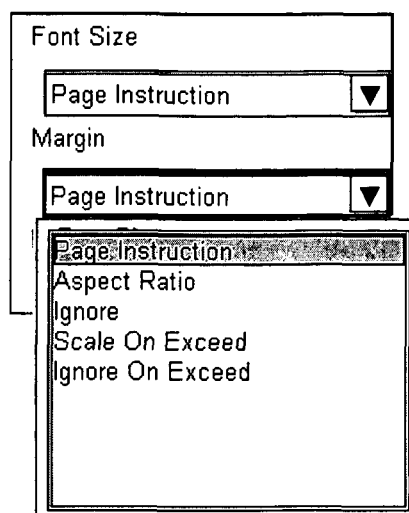 Font Size
Page Instruction
Margin
Page Instruction
Page Instruction
Aspect Ratio
Ignore
Scale On Exceed
Ignore On Exceed